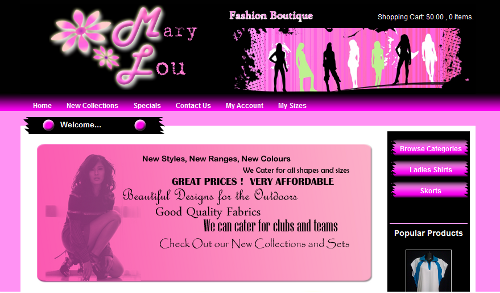 Mary
Lou
Fashion Boutique
Shopping Cart: $0.00 , 0 Items
Home New Collections Specials Contact Us My Account My Sizes
Welcome...
New Styles, New Ranges, New Colours
We Cater for all shapes and sizes
GREAT PRICES ! VERY AFFORDABLE
Beautiful Designs for the Outdoors
Good Quality Fabrics
We can cater for clubs and teams
Check Out our New Collections and Sets
Browse Categories
Ladies Shirts
Skorts
Popular Products